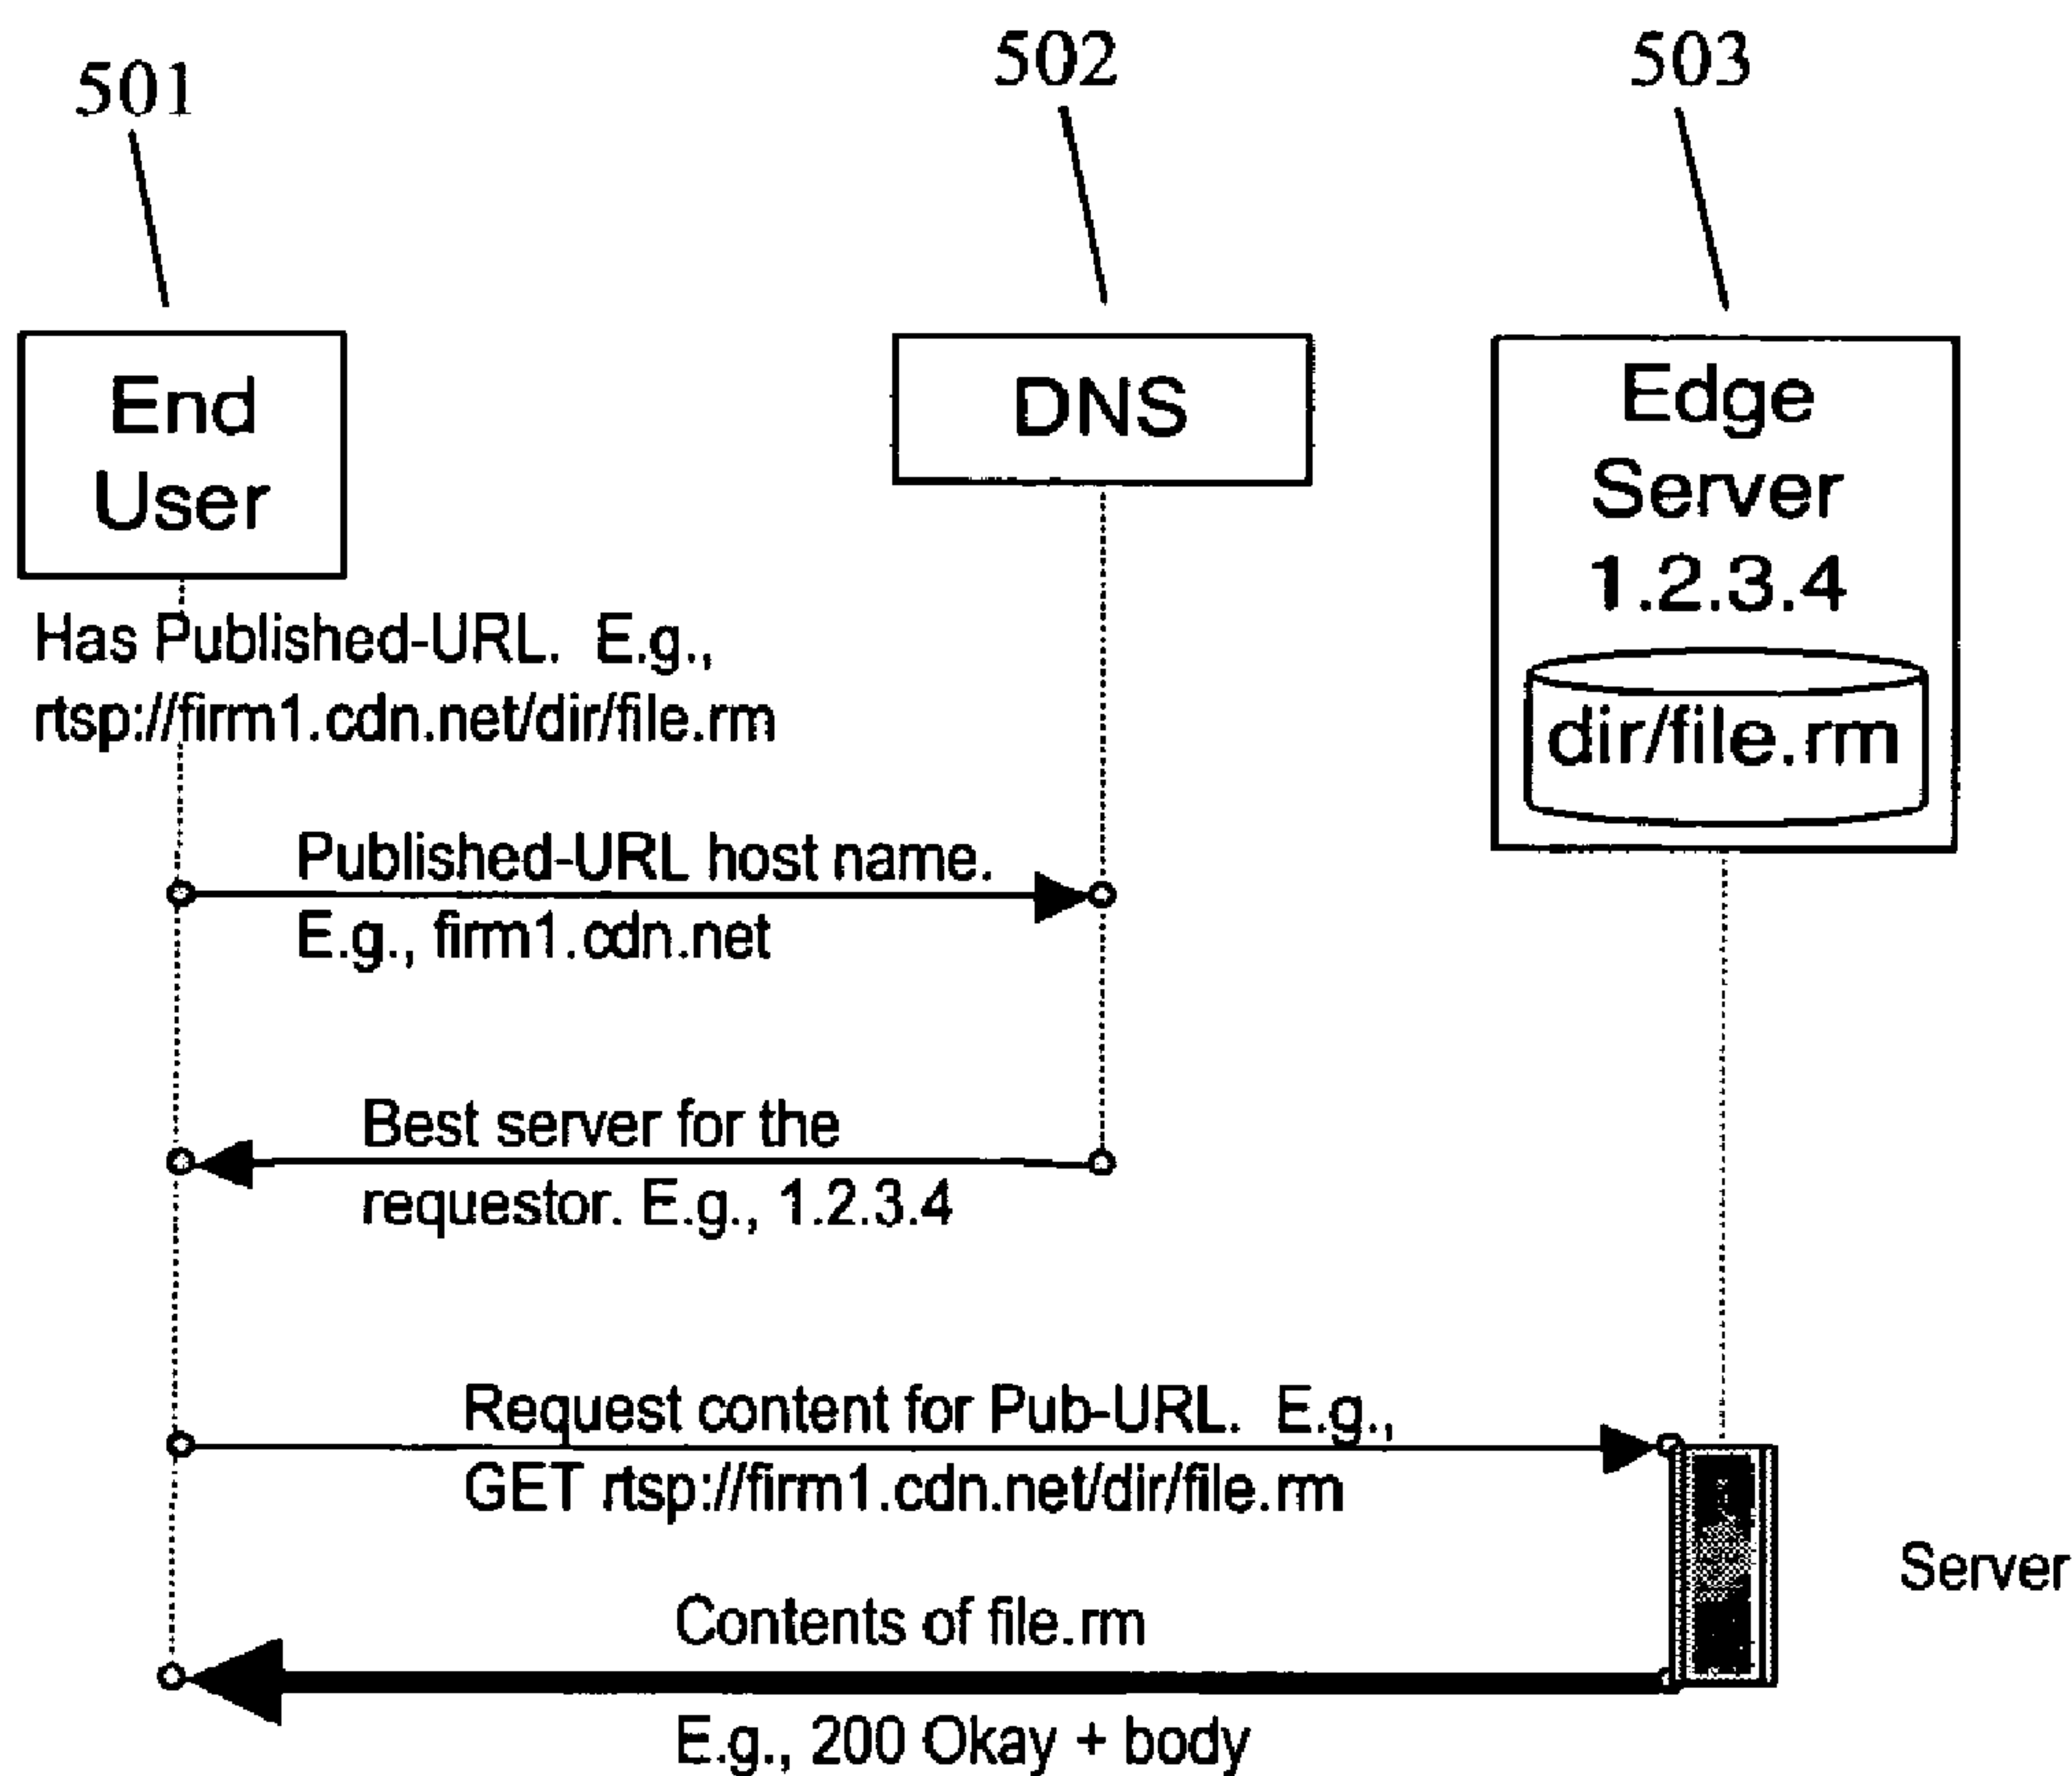 501
502
503
End
User
DNS
Edge
Server
1.2.3.4
dir/file.rm
Has Published-URL. E.g.,
rtsp://firm1.cdn.net/dir/file.rm
Published-URL host name.
E.g., firm1.cdn.net
Best server for the
requestor. E.g., 1.2.3.4
Request content for Pub-URL. E.g.,
GET rtsp://firm1.cdn.net/dir/file.rm
Server
Contents of file.rm
E.g., 200 Okay + body